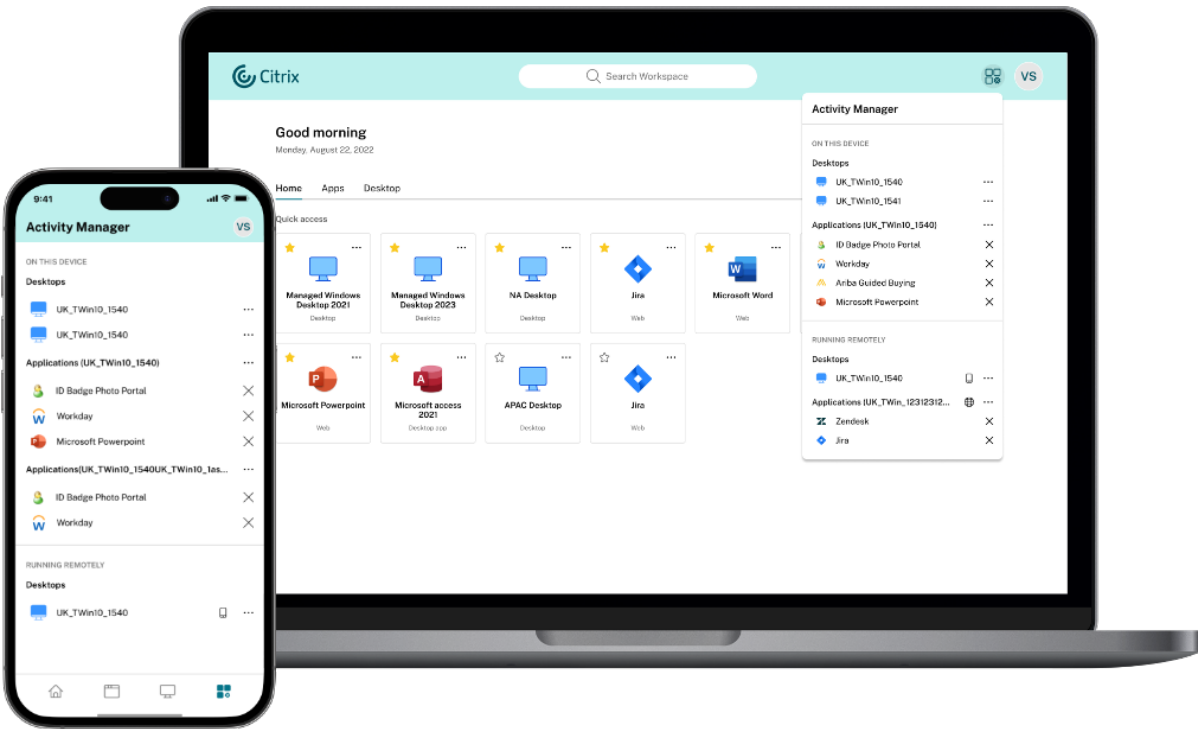 Citrix
Search Workspace
VS
Good morning
Monday, August 22, 2022
Home Apps Desktop
Quick access
Managed Windows
Desktop 2021
Desktop
Managed Windows
Desktop 2023
Desktop
NA Desktop
Desktop
Jira
Web
W
Microsoft Word
Web
P
Microsoft Powerpoint
Web
A
Microsoft access
2021
Desktop app
APAC Desktop
Desktop
Jira
Web
Activity Manager
ON THIS DEVICE
Desktops
UK_TWin10_1540
UK_TWin10_1541
Applications (UK_TWin10_1540)
ID Badge Photo Portal
Workday
Ariba Guided Buying
Microsoft Powerpoint
RUNNING REMOTELY
Desktops
UK_TWin10_1540
Applications (UK_TWin_12312312...
Zendesk
Jira
9:41
Activity Manager
VS
ON THIS DEVICE
Desktops
UK_TWin10_1540
UK_TWin10_1540
Applications (UK_TWin10_1540)
ID Badge Photo Portal
Workday
Microsoft Powerpoint
Applications(UK_TWin10_1540UK_TWin10_1as...
ID Badge Photo Portal
Workday
RUNNING REMOTELY
Desktops
UK_TWin10_1540